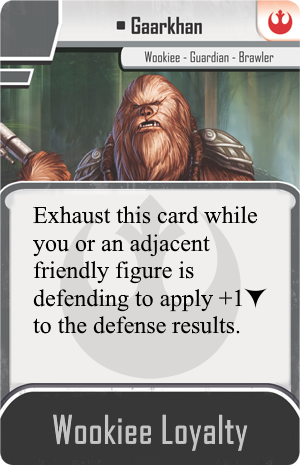 ▪ Gaarkhan
Wookiee - Guardian - Brawler
Exhaust this card while
you or an adjacent
friendly figure is
defending to apply +1
to the defense results.
Wookiee Loyalty